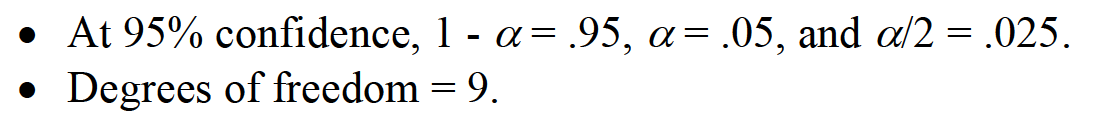 • At 95% confidence, 1 - α = .95, α = .05, and α/2 = .025.
• Degrees of freedom = 9.